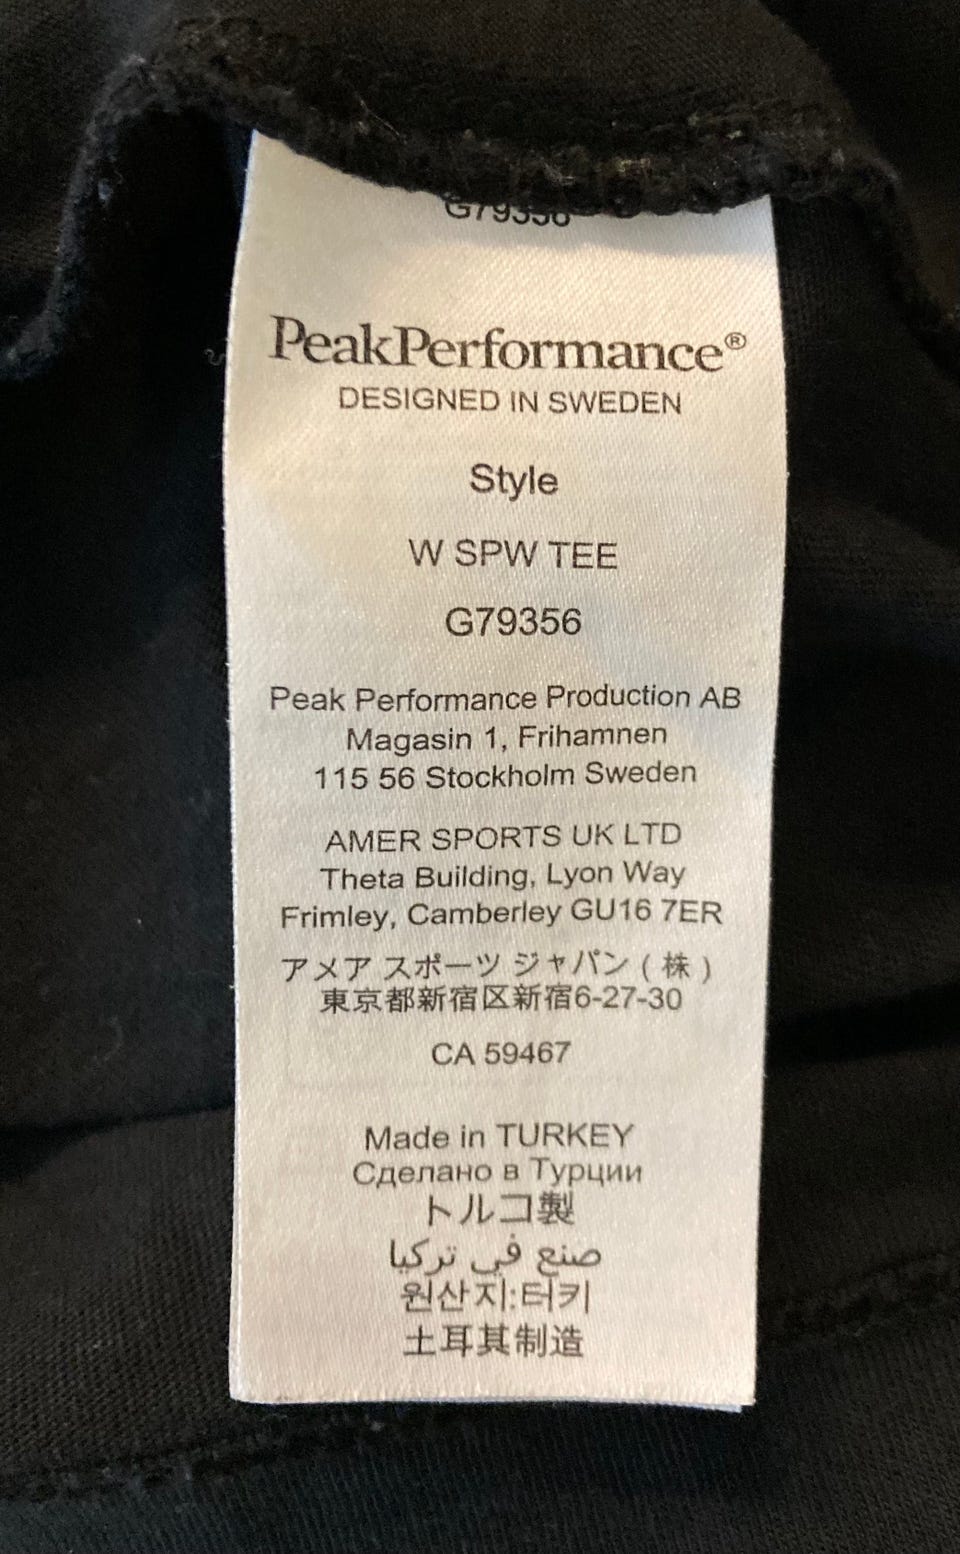 G79356
PeakPerformance®
DESIGNED IN SWEDEN
Style
W SPW TEE
G79356
Peak Performance Production AB
Magasin 1, Frihamnen
115 56 Stockholm Sweden
AMER SPORTS UK LTD
Theta Building, Lyon Way
Frimley, Camberley GU16 7ER
アメア スポーツ ジャパン ( 株 )
東京都新宿区新宿6-27-30
CA 59467
Made in TURKEY
Сделано в Турции
トルコ製
صنع في تركيا
원산지:터키
土耳其制造